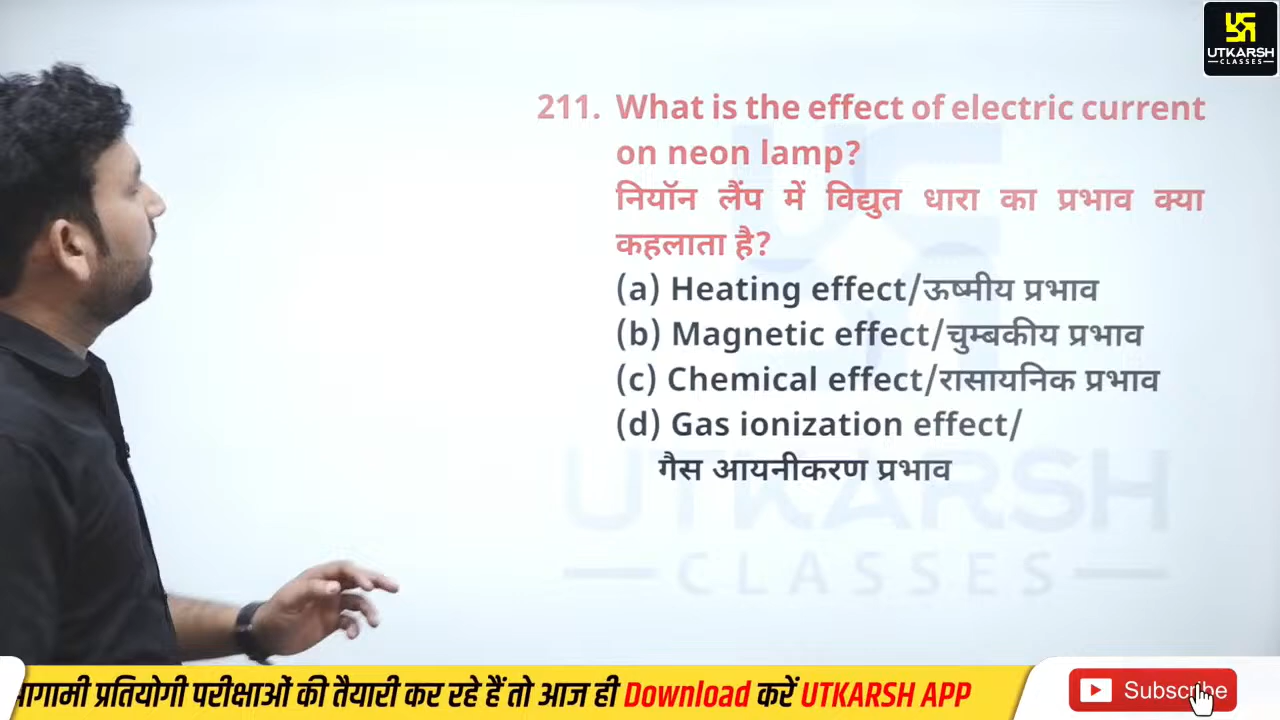 UTKARSH
CLASSES
211. What is the effect of electric current
on neon lamp?
नियॉन लैंप में विद्युत धारा का प्रभाव क्या
कहलाता है?
(a) Heating effect/ऊष्मीय प्रभाव
(b) Magnetic effect/चुम्बकीय प्रभाव
(c) Chemical effect/रासायनिक प्रभाव
(d) Gas ionization effect/
गैस आयनीकरण प्रभाव
UTKARSH
CLASSES
प्रतियोगी परीक्षाओं की तैयारी कर रहे हैं तो आज ही Download करें UTKARSH APP
Subscribe